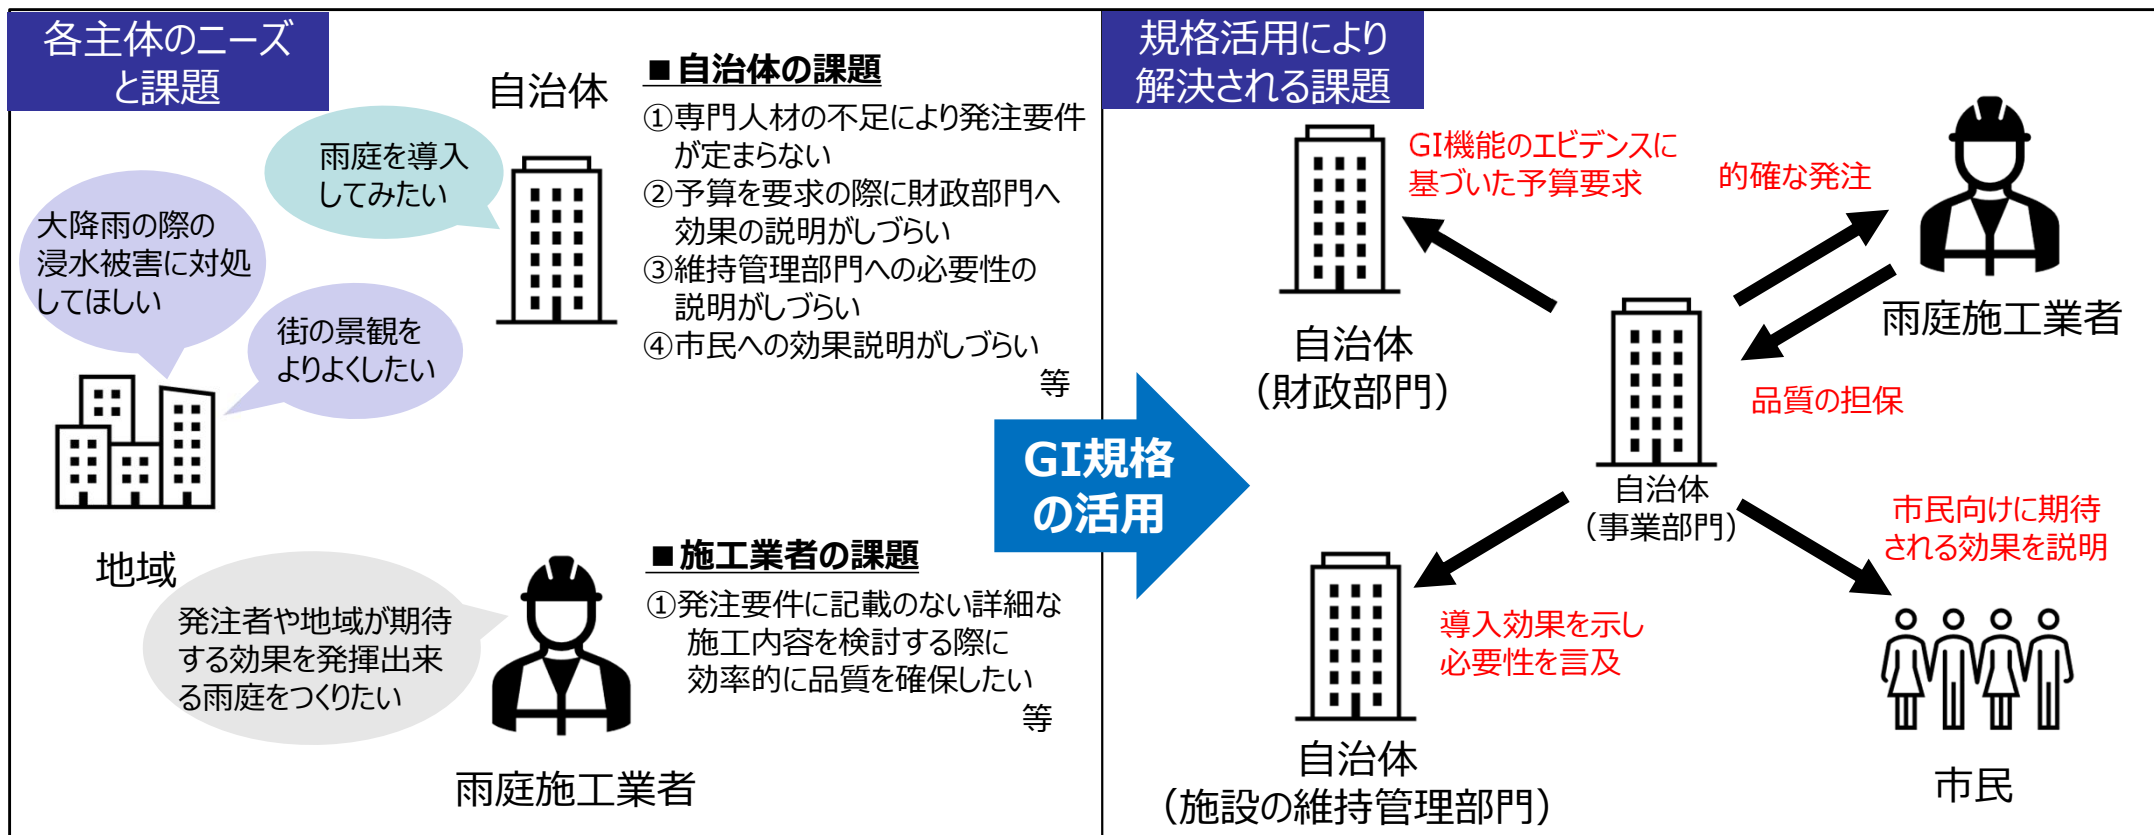 各主体のニーズ
と課題
自治体
雨庭を導入
してみたい
大降雨の際の
浸水被害に対処
してほしい
街の景観を
よりよくしたい
地域
■自治体の課題
①専門人材の不足により発注要件
が定まらない
②予算を要求の際に財政部門へ
効果の説明がしづらい
③維持管理部門への必要性の
説明がしづらい
④市民への効果説明がしづらい
等
発注者や地域が期待
する効果を発揮出来
る雨庭をつくりたい
雨庭施工業者
■施工業者の課題
①発注要件に記載のない詳細な
施工内容を検討する際に
効率的に品質を確保したい
等
GI規格
の活用
規格活用により
解決される課題
GI機能のエビデンスに
基づいた予算要求
自治体
（財政部門）
的確な発注
雨庭施工業者
品質の担保
自治体
（事業部門）
導入効果を示し
必要性を言及
自治体
（施設の維持管理部門）
市民向けに期待
される効果を説明
市民